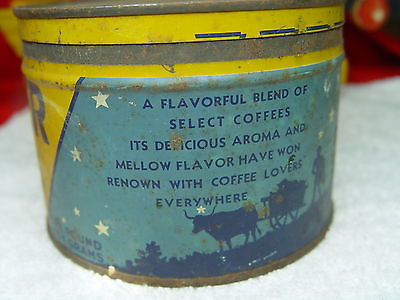 R
A FLAVORFUL BLEND OF
SELECT COFFEES
ITS DELICIOUS AROMA AND
MELLOW FLAVOR HAVE WON
RENOWN WITH COFFEE LOVERS
EVERYWHERE
POUND
GRAMS